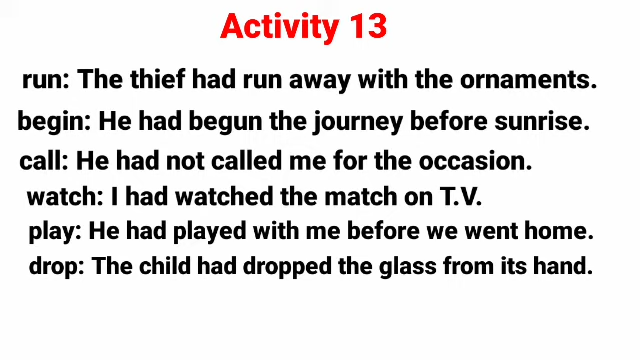 Activity 13
run: The thief had run away with the ornaments.
begin: He had begun the journey before sunrise.
call: He had not called me for the occasion.
watch: I had watched the match on T.V.
play: He had played with me before we went home.
drop: The child had dropped the glass from its hand.